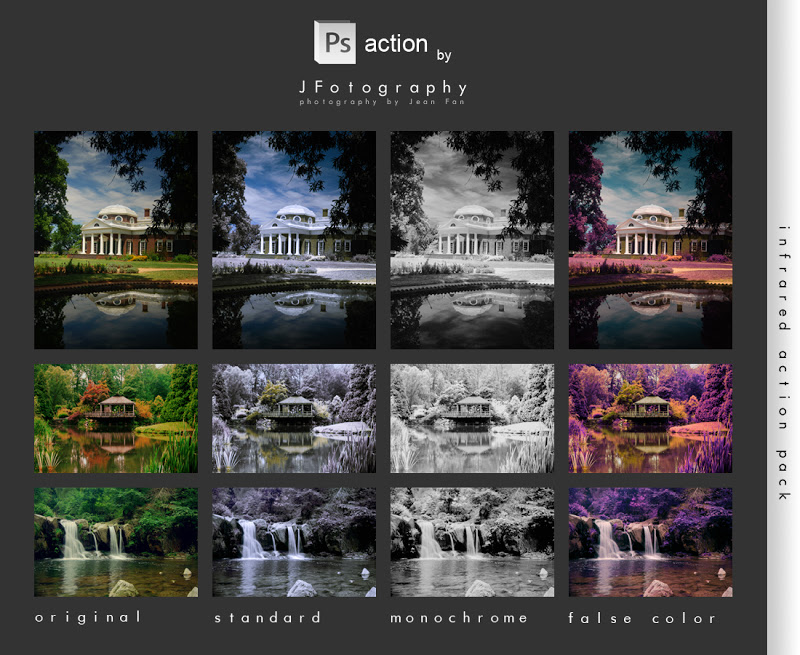 Ps action by
JFotography
photography by Jean Fan
original standard monochrome false color
infrared action pack